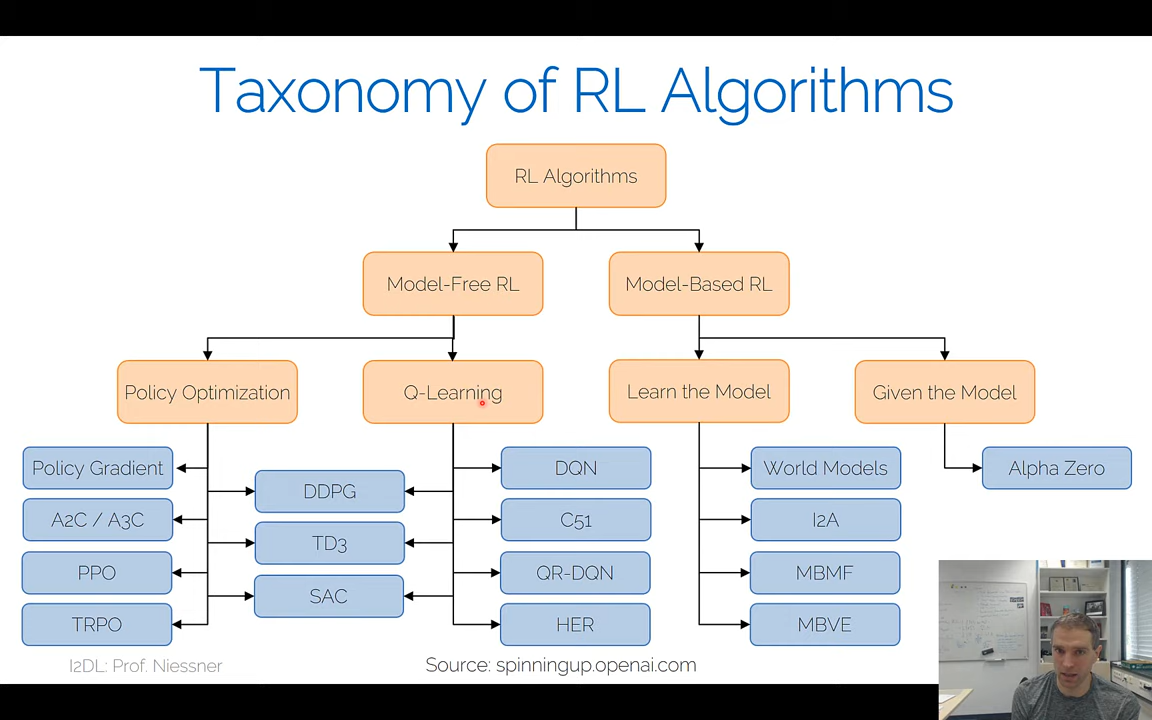 Taxonomy of RL Algorithms
RL Algorithms
Model-Free RL
Model-Based RL
Policy Optimization
Q-Learning
Learn the Model
Given the Model
Policy Gradient
A2C / A3C
PPO
TRPO
DDPG
TD3
SAC
DQN
C51
QR-DQN
HER
World Models
I2A
MBMF
MBVE
Alpha Zero
I2DL: Prof. Niessner
Source: spinningup.openai.com